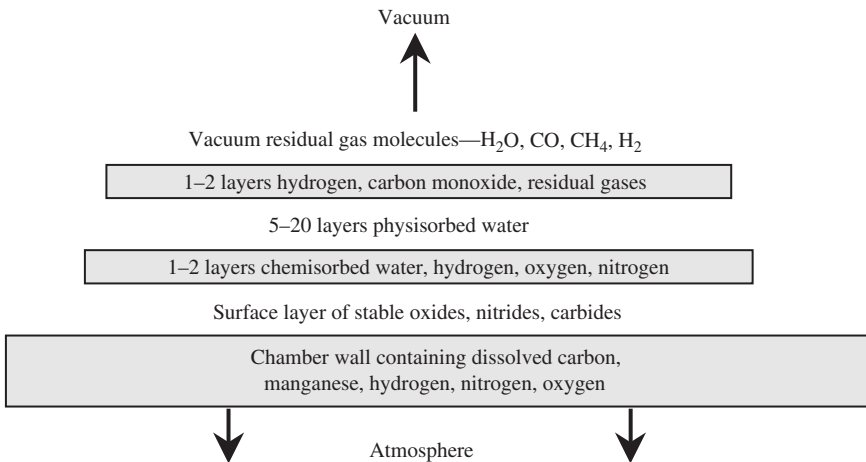 Vacuum
Vacuum residual gas molecules—H₂O, CO, CH₄, H₂
1–2 layers hydrogen, carbon monoxide, residual gases
5–20 layers physisorbed water
1–2 layers chemisorbed water, hydrogen, oxygen, nitrogen
Surface layer of stable oxides, nitrides, carbides
Chamber wall containing dissolved carbon,
manganese, hydrogen, nitrogen, oxygen
Atmosphere